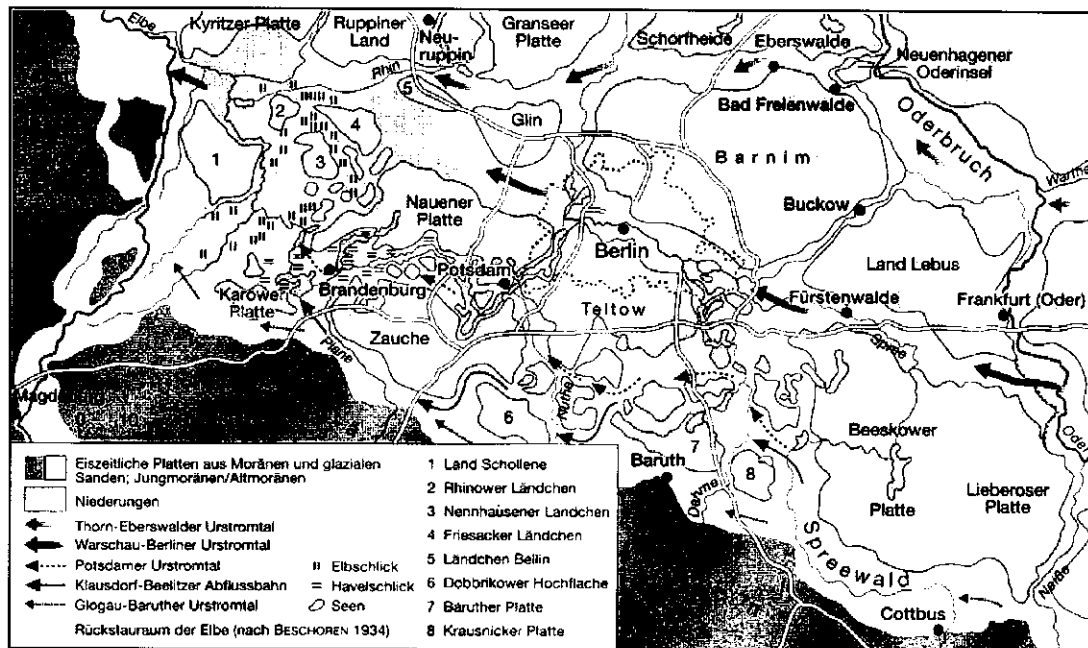 Elbe
Kyritzer Platte
Ruppiner
Land
Neu-
ruppin
Granseer
Platte
Schorfheide
Eberswalde
Neuenhagener
Oderinsel
Rhin
Bad Freienwalde
5
Glin
2
4
1
3
Barnim
Oderbruch
Warthe
Nauener
Platte
Buckow
Berlin
Potsdam
Land Lebus
Brandenburg
Karower
Platte
Teltow
Fürstenwalde
Frankfurt (Oder)
Zauche
Plane
Spree
Magdeburg
Nuthe
6
Beeskower
Platte
Oder
7
Baruth
8
Dahme
Lieberoser
Platte
Spreewald
Neiße
Cottbus
Eiszeitliche Platten aus Moränen und glazialen
Sanden; Jungmoränen/Altmoränen
Niederungen
Thorn-Eberswalder Urstromtal
Warschau-Berliner Urstromtal
Potsdamer Urstromtal
Klausdorf-Beelitzer Abflussbahn
Glogau-Baruther Urstromtal
Rückstauraum der Elbe (nach BESCHOREN 1934)
Elbschlick
Havelschlick
Seen
1 Land Schollene
2 Rhinower Ländchen
3 Nennhausener Ländchen
4 Friesacker Ländchen
5 Ländchen Bellin
6 Dobbrikower Hochfläche
7 Baruther Platte
8 Krausnicker Platte